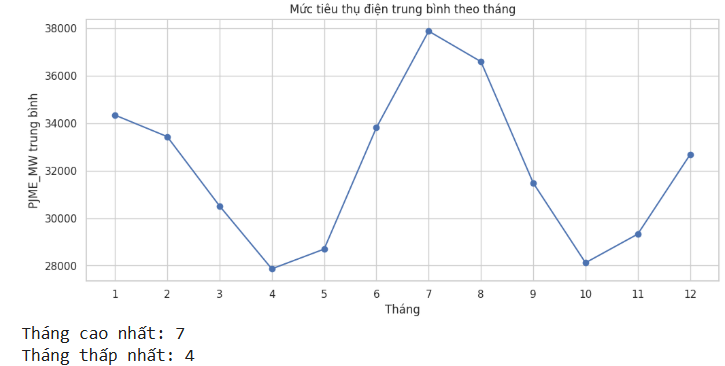 Mức tiêu thụ điện trung bình theo tháng
38000
36000
34000
32000
30000
28000
PJME_MW trung bình
1 2 3 4 5 6 7 8 9 10 11 12
Tháng
Tháng cao nhất: 7
Tháng thấp nhất: 4